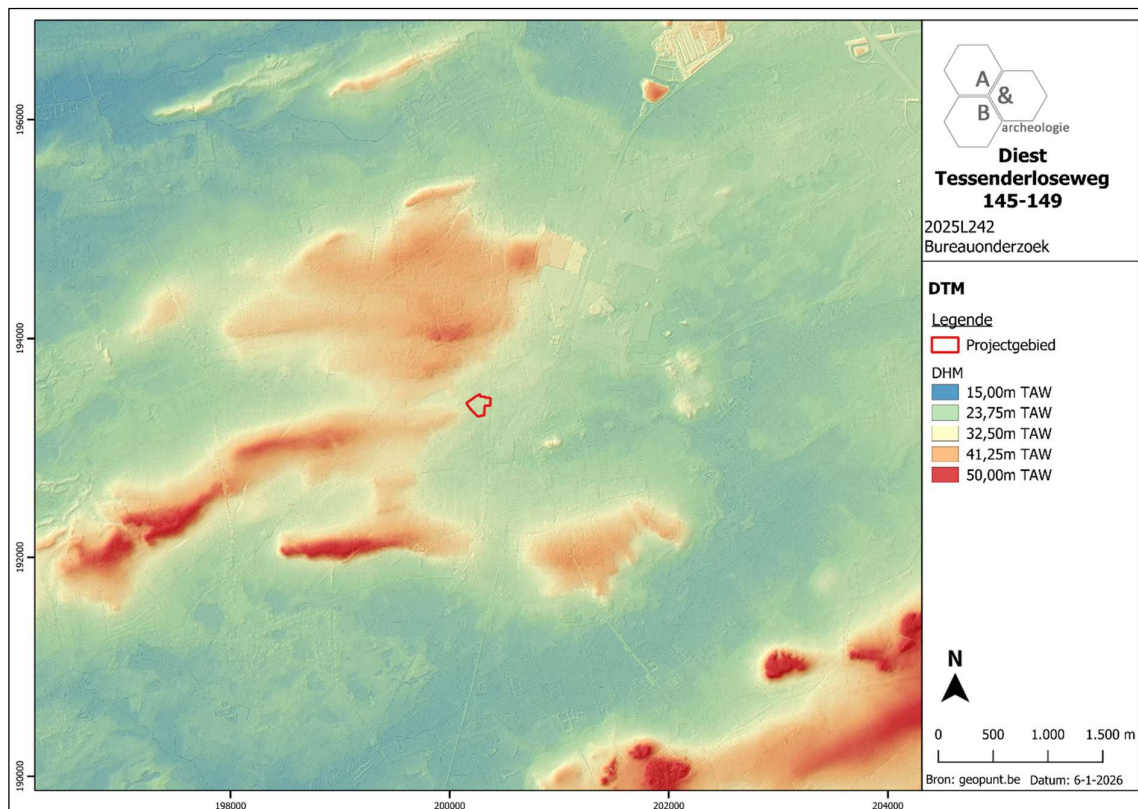 196000
194000
192000
190000
198000
200000
202000
204000
A
&
B
archeologie
Diest
Tessenderloseweg
145-149
2025L242
Bureauonderzoek
DTM
Legende
Projectgebied
DHM
15,00m TAW
23,75m TAW
32,50m TAW
41,25m TAW
50,00m TAW
N
0 500 1.000 1.500 m
Bron: geopunt.be Datum: 6-1-2026